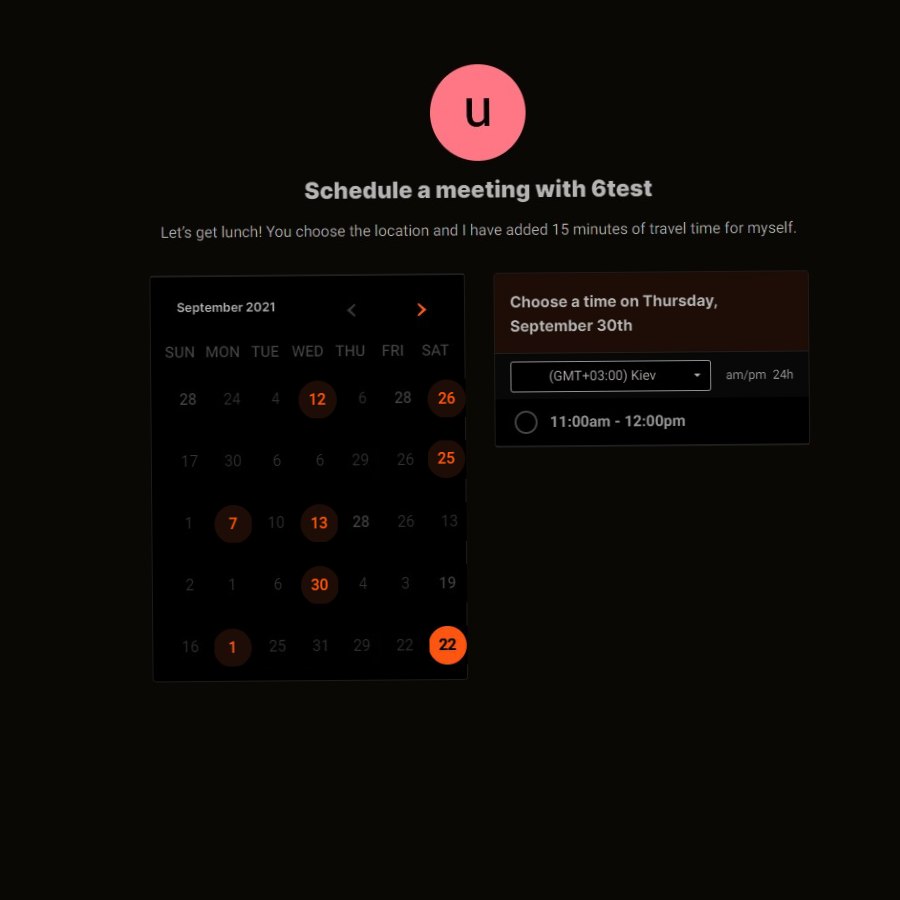 u
Schedule a meeting with 6test
Let's get lunch! You choose the location and I have added 15 minutes of travel time for myself.
September 2021
SUN MON TUE WED THU FRI SAT
28 24 4 12 6 28 26
17 30 6 6 29 26 25
1 7 10 13 28 26 13
2 1 6 30 4 3 19
16 1 25 31 29 22 22
Choose a time on Thursday,
September 30th
(GMT+03:00) Kiev am/pm 24h
11:00am - 12:00pm